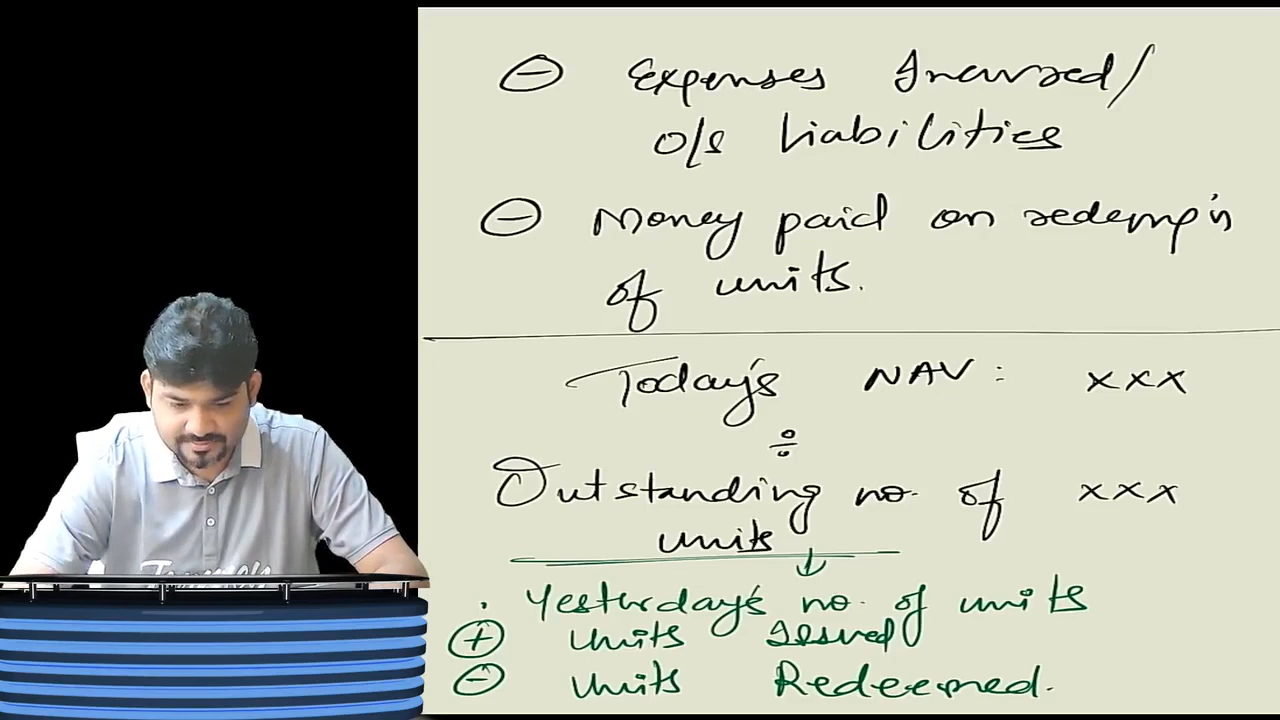 ⊖ Expenses Incurred/
o/s Liabilities
⊖ Money paid on redemp'n
of units.
Today's NAV : xxx
÷
Outstanding no. of xxx
units
↓
Yesterday's no. of units
⊕ Units Issued
⊖ Units Redeemed.